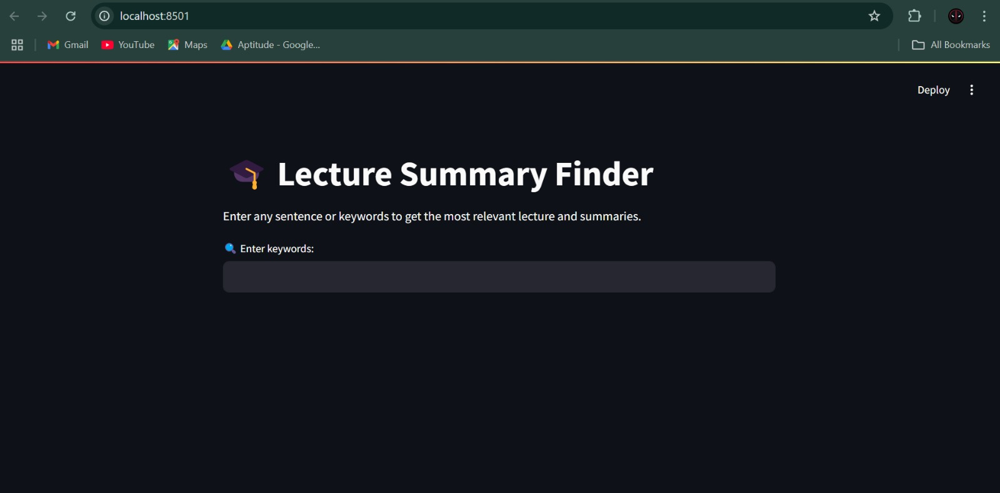 localhost:8501
Gmail YouTube Maps Aptitude - Google... All Bookmarks
Deploy
Lecture Summary Finder
Enter any sentence or keywords to get the most relevant lecture and summaries.
Enter keywords: